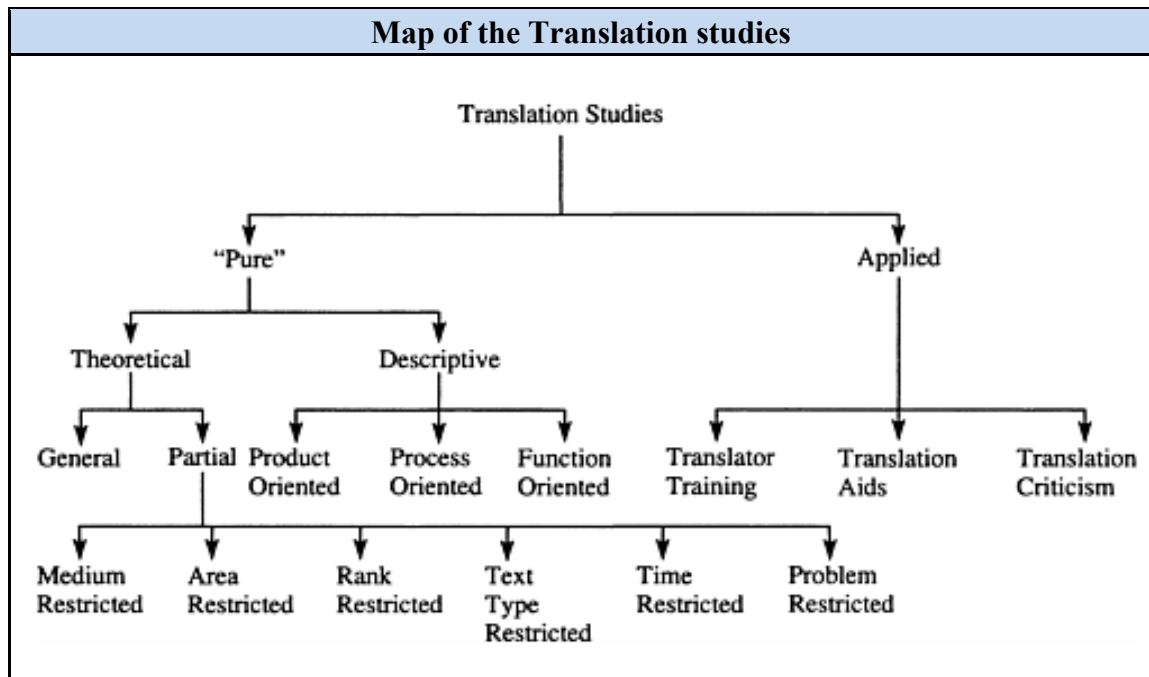 Map of the Translation studies
Translation Studies
“Pure”
Applied
Theoretical
Descriptive
General
Partial
Product
Oriented
Process
Oriented
Function
Oriented
Translator
Training
Translation
Aids
Translation
Criticism
Medium
Restricted
Area
Restricted
Rank
Restricted
Text
Type
Restricted
Time
Restricted
Problem
Restricted